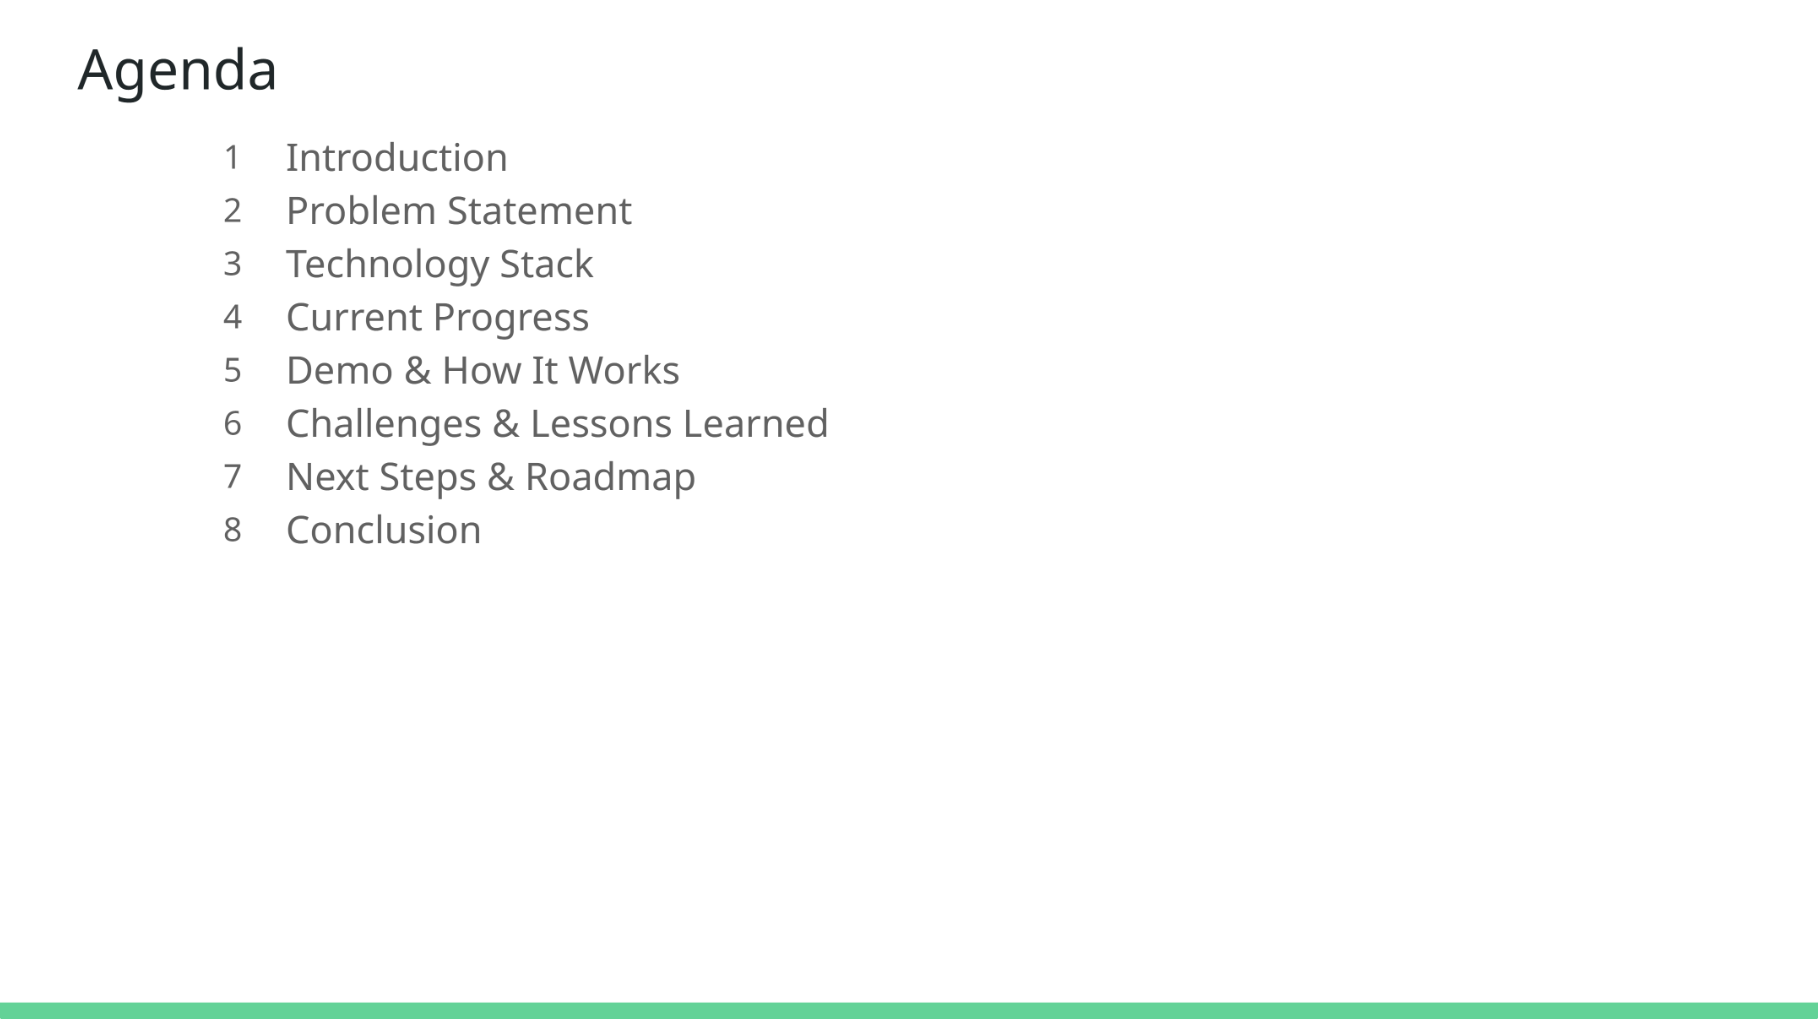 Agenda
1 Introduction
2 Problem Statement
3 Technology Stack
4 Current Progress
5 Demo & How It Works
6 Challenges & Lessons Learned
7 Next Steps & Roadmap
8 Conclusion